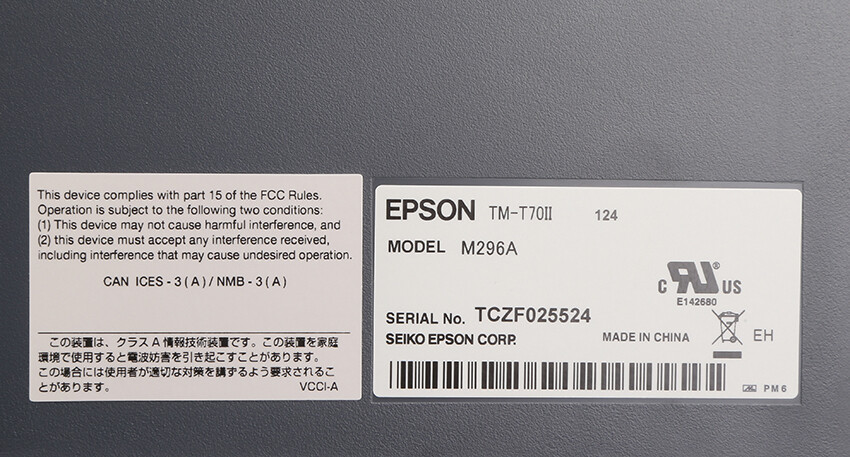 This device complies with part 15 of the FCC Rules.
Operation is subject to the following two conditions:
(1) This device may not cause harmful interference, and
(2) this device must accept any interference received,
including interference that may cause undesired operation.
CAN ICES - 3 ( A ) / NMB - 3 ( A )
この装置は、クラス A 情報技術装置です。この装置を家庭
環境で使用すると電波妨害を引き起こすことがあります。
この場合には使用者が適切な対策を講ずるよう要求されるこ
とがあります。
VCCI-A
EPSON TM-T70II 124
MODEL M296A
c RU ® US
E142680
SERIAL No. TCZF025524
SEIKO EPSON CORP.
MADE IN CHINA
EH
PM6